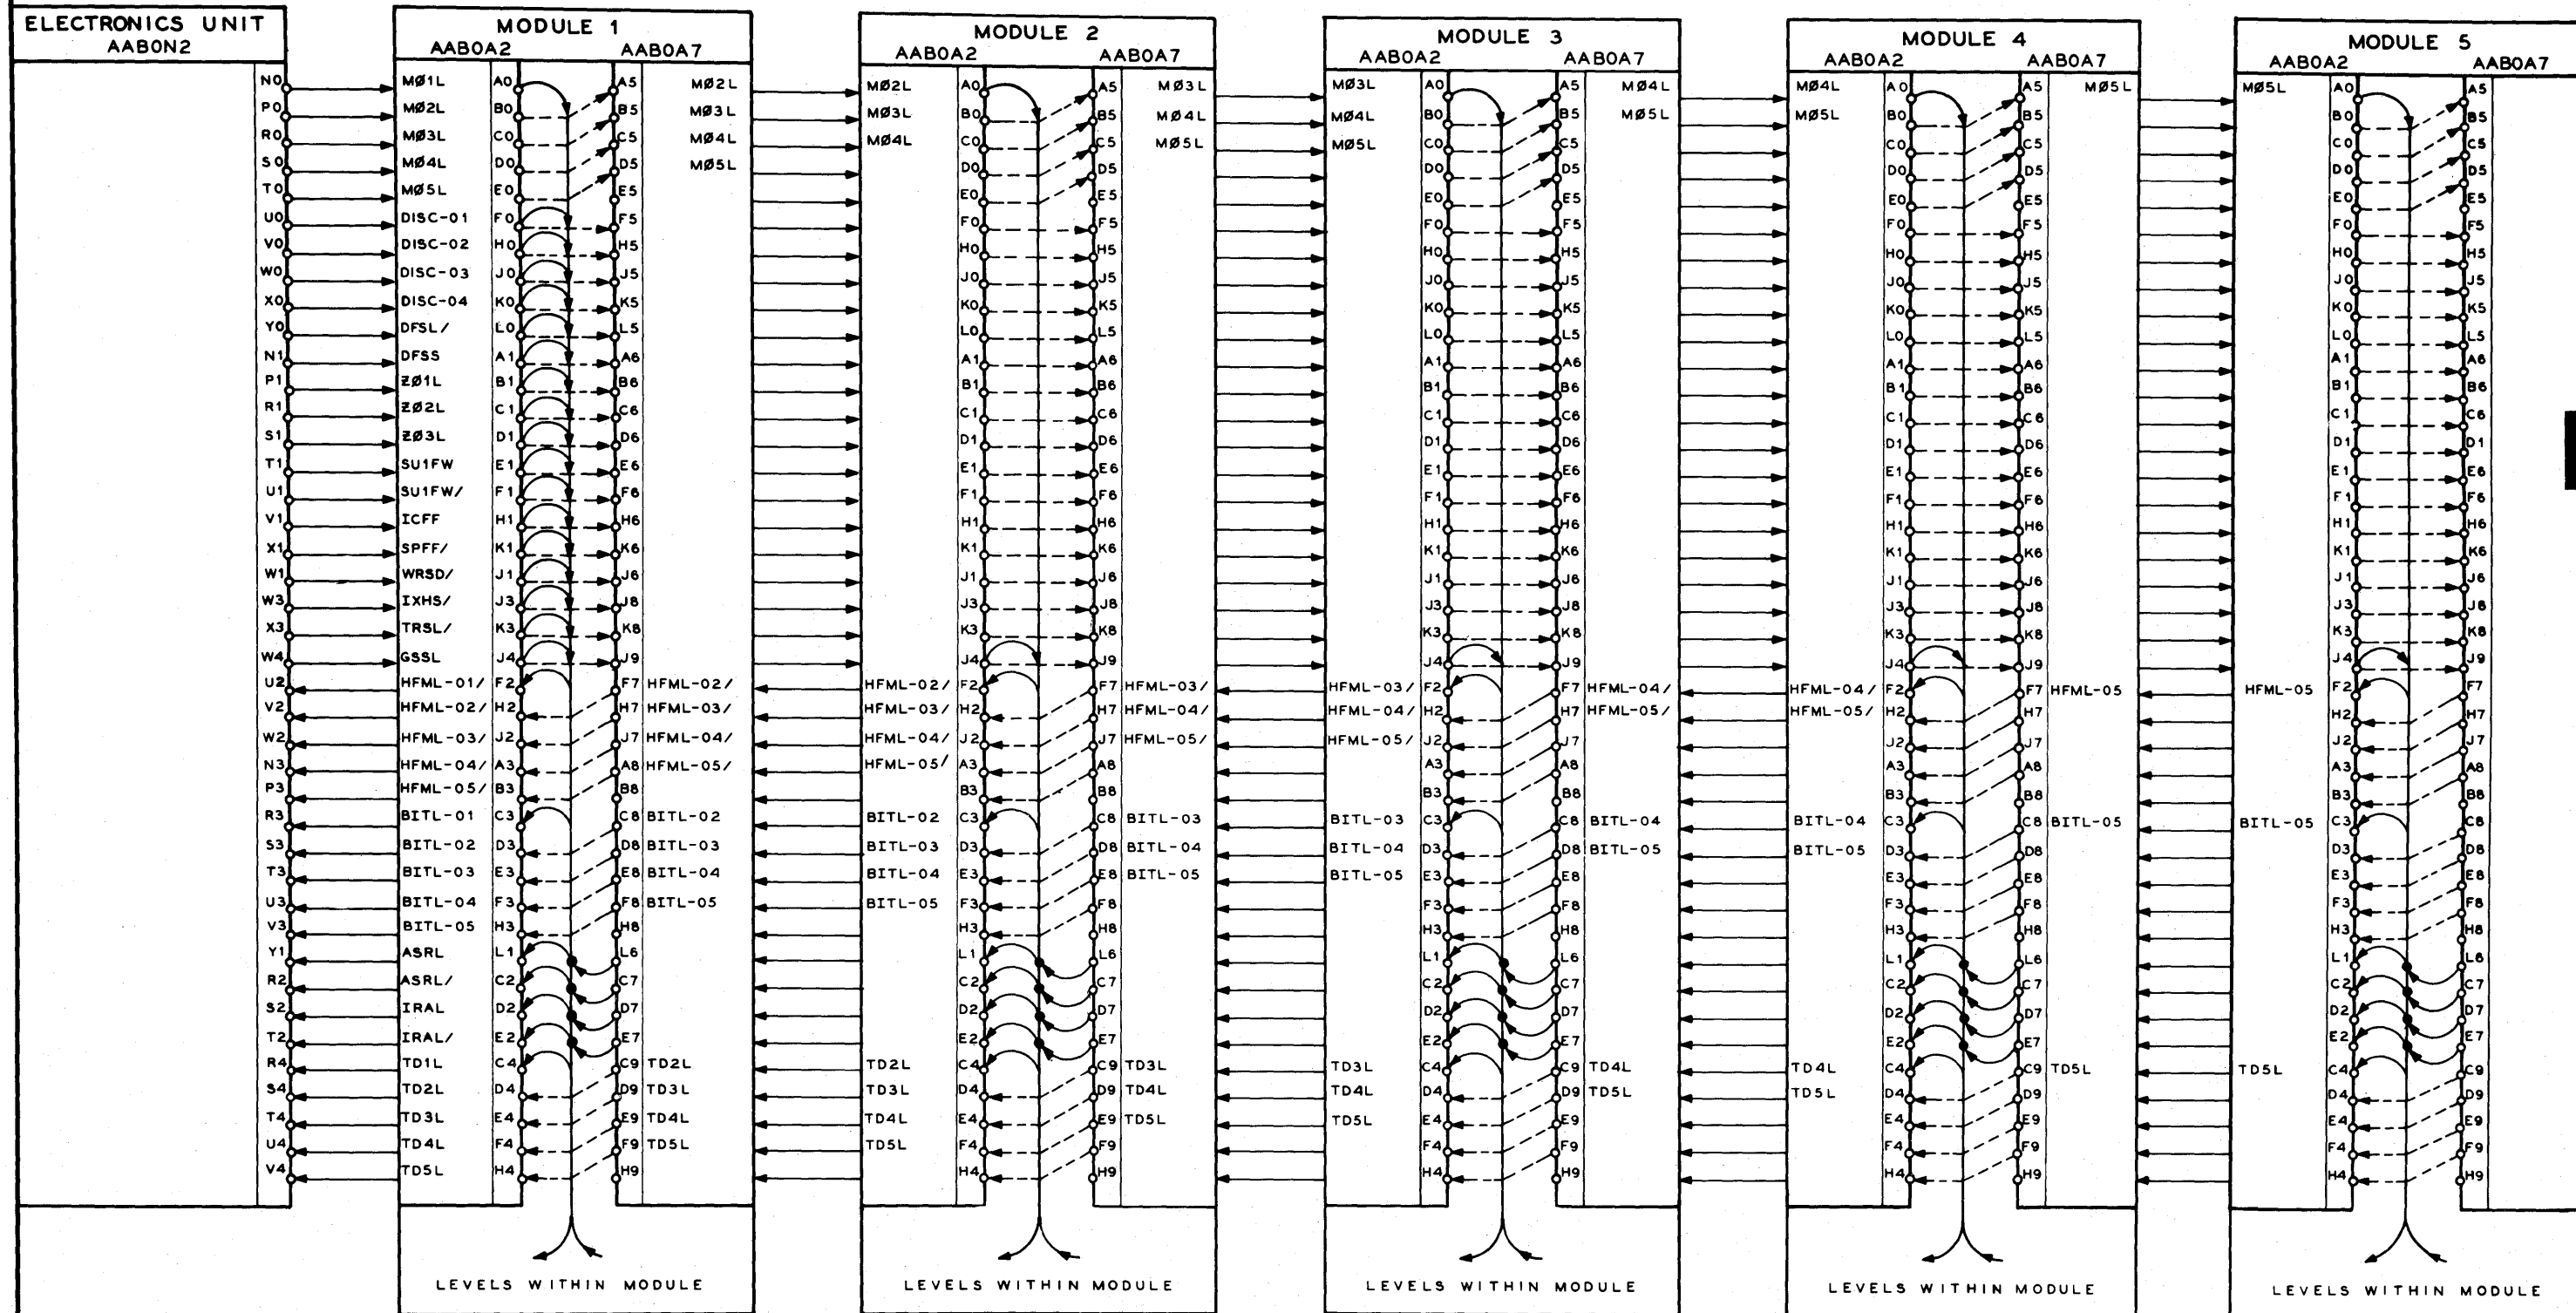 ELECTRONICS UNIT MODULE 1 MODULE 2 MODULE 3 MODULE 4 MODULE 5
AAB0N2 AAB0A2 AAB0A7 AAB0A2 AAB0A7 AAB0A2 AAB0A7 AAB0A2 AAB0A7 AAB0A2 AAB0A7
N0 MØ1L A0 A5 MØ2L MØ2L A0 A5 MØ3L MØ3L A0 A5 MØ4L MØ4L A0 A5 MØ5L MØ5L A0 A5
P0 MØ2L B0 B5 MØ3L MØ3L B0 B5 MØ4L MØ4L B0 B5 MØ5L MØ5L B0 B5 B0 B5
R0 MØ3L C0 C5 MØ4L MØ4L C0 C5 MØ5L MØ5L C0 C5 C0 C5 C0 C5
S0 MØ4L D0 D5 MØ5L D0 D5 D0 D5 D0 D5 D0 D5
T0 MØ5L E0 E5 E0 E5 E0 E5 E0 E5 E0 E5
U0 DISC-01 F0 F5 F0 F5 F0 F5 F0 F5 F0 F5
V0 DISC-02 H0 H5 H0 H5 H0 H5 H0 H5 H0 H5
W0 DISC-03 J0 J5 J0 J5 J0 J5 J0 J5 J0 J5
X0 DISC-04 K0 K5 K0 K5 K0 K5 K0 K5 K0 K5
Y0 DFSL/ L0 L5 L0 L5 L0 L5 L0 L5 L0 L5
N1 DFSS A1 A6 A1 A6 A1 A6 A1 A6 A1 A6
P1 ZØ1L B1 B6 B1 B6 B1 B6 B1 B6 B1 B6
R1 ZØ2L C1 C6 C1 C6 C1 C6 C1 C6 C1 C6
S1 ZØ3L D1 D6 D1 D6 D1 D6 D1 D6 D1 D1
T1 SU1FW E1 E6 E1 E6 E1 E6 E1 E6 E1 E6
U1 SU1FW/ F1 F6 F1 F6 F1 F6 F1 F6 F1 F6
V1 ICFF H1 H6 H1 H6 H1 H6 H1 H6 H1 H6
X1 SPFF/ K1 K6 K1 K6 K1 K6 K1 K6 K1 K6
W1 WRSD/ J1 J6 J1 J6 J1 J6 J1 J6 J1 J6
W3 IXHS/ J3 J8 J3 J8 J3 J8 J3 J8 J3 J8
X3 TRSL/ K3 K8 K3 K8 K3 K8 K3 K8 K3 K8
W4 GSSL J4 J9 J4 J9 J4 J9 J4 J9 J4 J9
U2 HFML-01/ F2 F7 HFML-02/ HFML-02/ F2 F7 HFML-03/ HFML-03/ F2 F7 HFML-04/ HFML-04/ F2 F7 HFML-05 HFML-05 F2 F7
V2 HFML-02/ H2 H7 HFML-03/ HFML-03/ H2 H7 HFML-04/ HFML-04/ H2 H7 HFML-05/ HFML-05/ H2 H7 H2 H7
W2 HFML-03/ J2 J7 HFML-04/ HFML-04/ J2 J7 HFML-05/ HFML-05/ J2 J7 J2 J7 J2 J7
N3 HFML-04/ A3 A8 HFML-05/ HFML-05/ A3 A8 A3 A8 A3 A8 A3 A8
P3 HFML-05/ B3 B8 B3 B8 B3 B8 B3 B8 B3 B8
R3 BITL-01 C3 C8 BITL-02 BITL-02 C3 C8 BITL-03 BITL-03 C3 C8 BITL-04 BITL-04 C3 C8 BITL-05 BITL-05 C3 C8
S3 BITL-02 D3 D8 BITL-03 BITL-03 D3 D8 BITL-04 BITL-04 D3 D8 BITL-05 BITL-05 D3 D8 D3 D8
T3 BITL-03 E3 E8 BITL-04 BITL-04 E3 E8 BITL-05 BITL-05 E3 E8 E3 E8 E3 E8
U3 BITL-04 F3 F8 BITL-05 BITL-05 F3 F8 F3 F8 F3 F8 F3 F8
V3 BITL-05 H3 H8 H3 H8 H3 H8 H3 H8 H3 H8
Y1 ASRL L1 L6 L1 L6 L1 L6 L1 L6 L1 L6
R2 ASRL/ C2 C7 C2 C7 C2 C7 C2 C7 C2 C7
S2 IRAL D2 D7 D2 D7 D2 D7 D2 D7 D2 D7
T2 IRAL/ E2 E7 E2 E7 E2 E7 E2 E7 E2 E7
R4 TD1L C4 C9 TD2L TD2L C4 C9 TD3L TD3L C4 C9 TD4L TD4L C4 C9 TD5L TD5L C4 C9
S4 TD2L D4 D9 TD3L TD3L D4 D9 TD4L TD4L D4 D9 TD5L TD5L D4 D9 D4 D9
T4 TD3L E4 E9 TD4L TD4L E4 E9 TD5L TD5L E4 E9 E4 E9 E4 E9
U4 TD4L F4 F9 TD5L TD5L F4 F9 F4 F9 F4 F9 F4 F9
V4 TD5L H4 H9 H4 H9 H4 H9 H4 H9 H4 H9
LEVELS WITHIN MODULE LEVELS WITHIN MODULE LEVELS WITHIN MODULE LEVELS WITHIN MODULE LEVELS WITHIN MODULE